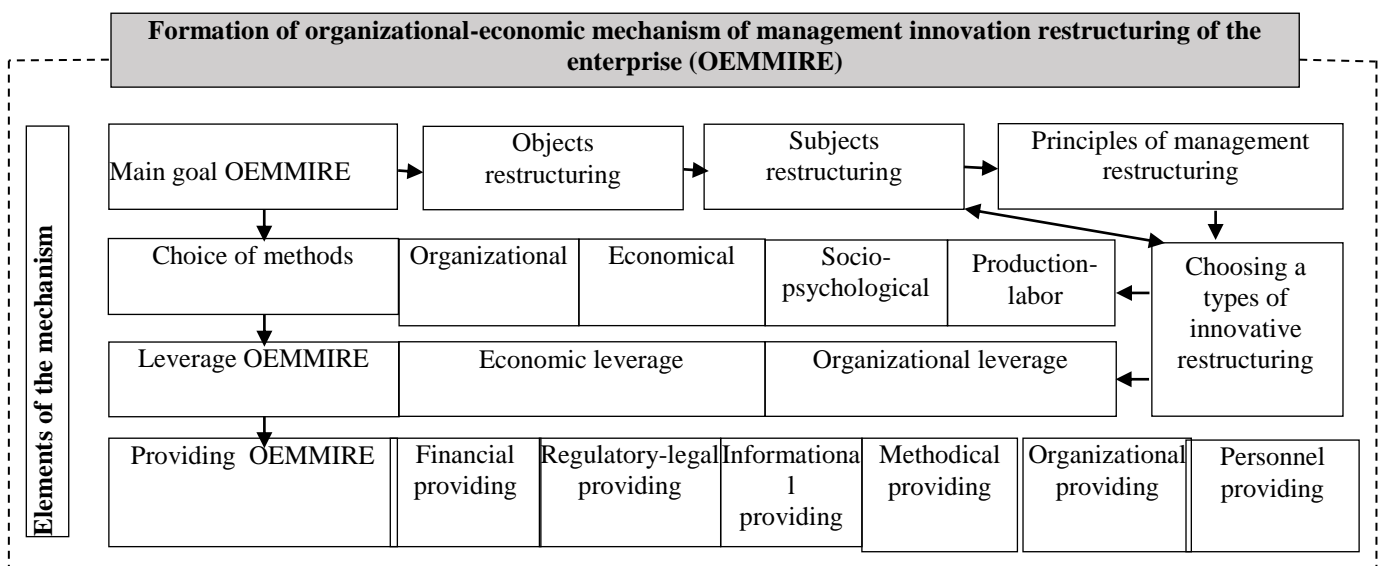 Formation of organizational-economic mechanism of management innovation restructuring of the
enterprise (OEMMIRE)
Elements of the mechanism
Main goal OEMMIRE
Objects
restructuring
Subjects
restructuring
Principles of management
restructuring
Choice of methods
Organizational
Economical
Socio-
psychological
Production-
labor
Choosing a
types of
innovative
restructuring
Leverage OEMMIRE
Economic leverage
Organizational leverage
Providing OEMMIRE
Financial
providing
Regulatory-legal
providing
Informationa
l
providing
Methodical
providing
Organizational
providing
Personnel
providing